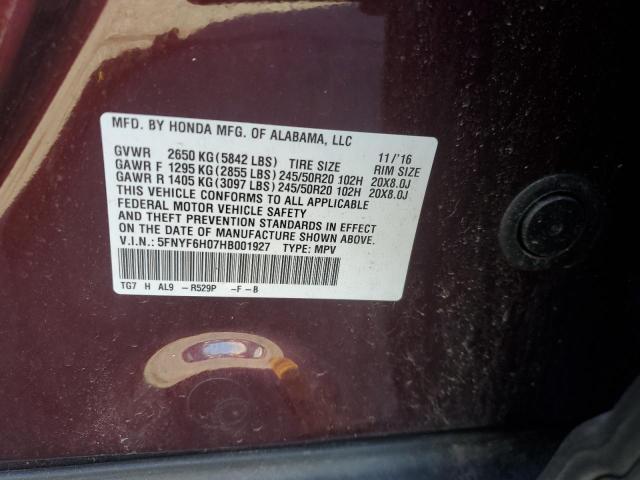 MFD. BY HONDA MFG. OF ALABAMA, LLC
11/'16
GVWR 2650 KG(5842 LBS) TIRE SIZE RIM SIZE
GAWR F 1295 KG(2855 LBS) 245/50R20 102H 20X8.0J
GAWR R 1405 KG(3097 LBS) 245/50R20 102H 20X8.0J
THIS VEHICLE CONFORMS TO ALL APPLICABLE
FEDERAL MOTOR VEHICLE SAFETY
AND THEFT PREVENTION STANDARDS IN EFFECT
ON THE DATE OF MANUFACTURE SHOWN ABOVE.
V.I.N.: 5FNYF6H07HB001927 TYPE: MPV
TG7 H AL9 -R529P -F-B